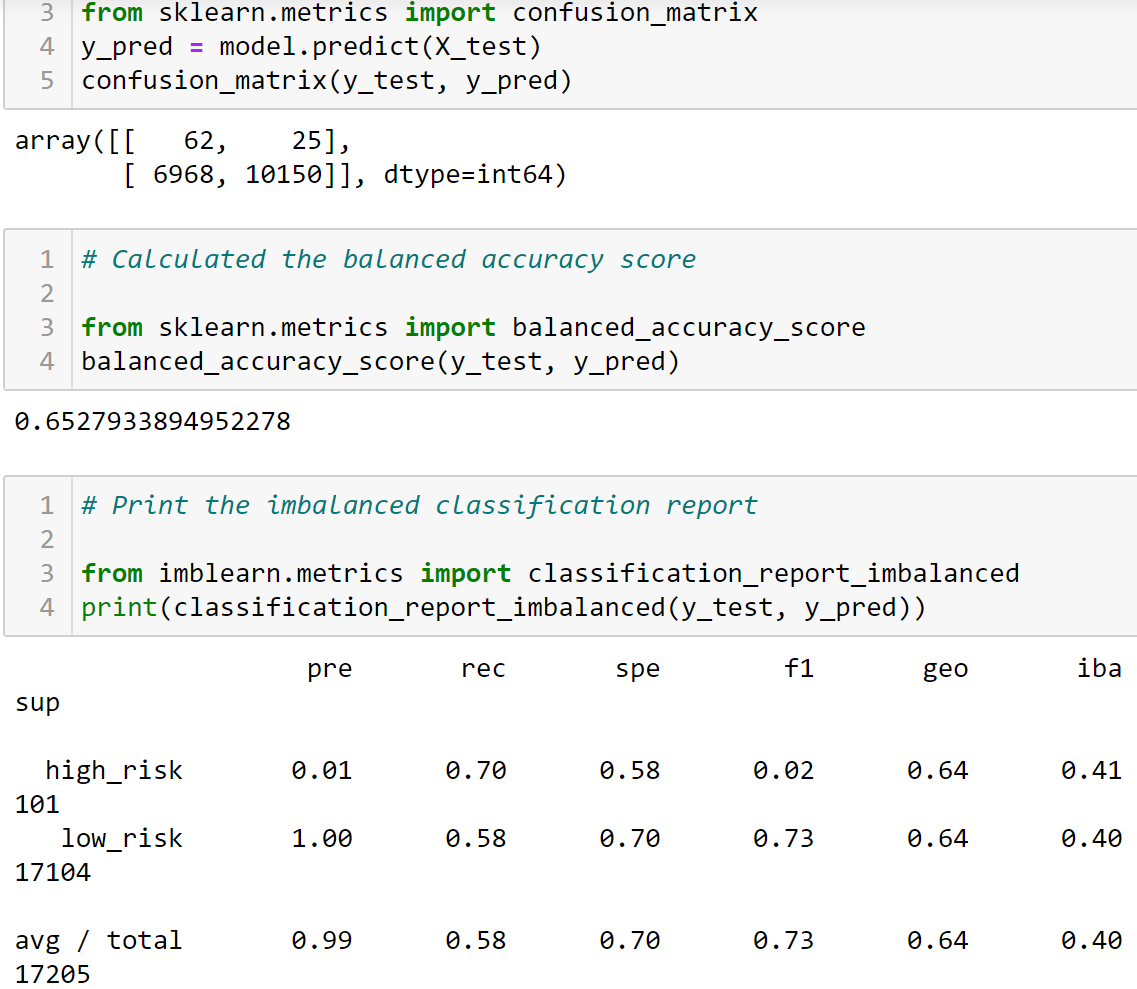 3 from sklearn.metrics import confusion_matrix
4 y_pred = model.predict(X_test)
5 confusion_matrix(y_test, y_pred)
array([[   62,    25],
       [ 6968, 10150]], dtype=int64)
1 # Calculated the balanced accuracy score
2
3 from sklearn.metrics import balanced_accuracy_score
4 balanced_accuracy_score(y_test, y_pred)
0.6527933894952278
1 # Print the imbalanced classification report
2
3 from imblearn.metrics import classification_report_imbalanced
4 print(classification_report_imbalanced(y_test, y_pred))
                   pre       rec       spe        f1       geo       iba
sup
  high_risk       0.01      0.70      0.58      0.02      0.64      0.41
101
   low_risk       1.00      0.58      0.70      0.73      0.64      0.40
17104
avg / total       0.99      0.58      0.70      0.73      0.64      0.40
17205